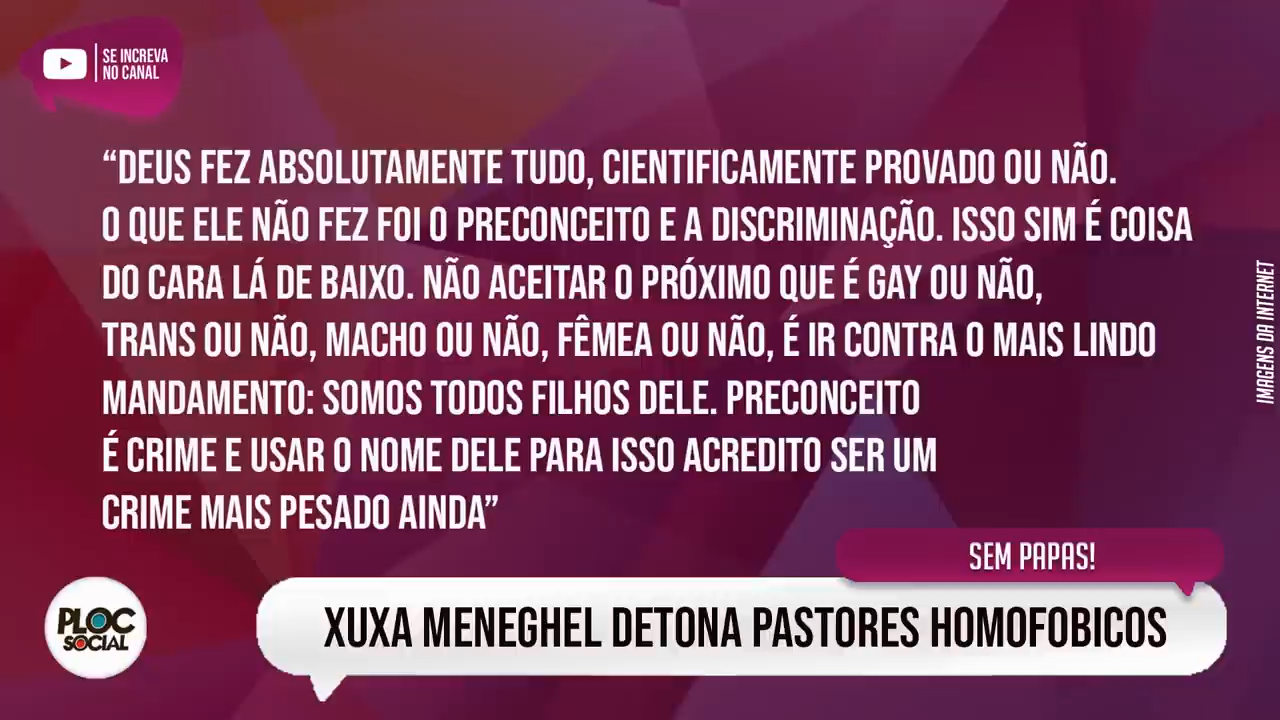 SE INCREVA
NO CANAL
“DEUS FEZ ABSOLUTAMENTE TUDO, CIENTIFICAMENTE PROVADO OU NÃO.
O QUE ELE NÃO FEZ FOI O PRECONCEITO E A DISCRIMINAÇÃO. ISSO SIM É COISA
DO CARA LÁ DE BAIXO. NÃO ACEITAR O PRÓXIMO QUE É GAY OU NÃO,
TRANS OU NÃO, MACHO OU NÃO, FÊMEA OU NÃO, É IR CONTRA O MAIS LINDO
MANDAMENTO: SOMOS TODOS FILHOS DELE. PRECONCEITO
É CRIME E USAR O NOME DELE PARA ISSO ACREDITO SER UM
CRIME MAIS PESADO AINDA”
IMAGENS DA INTERNET
SEM PAPAS!
PLOC
SOCIAL
XUXA MENEGHEL DETONA PASTORES HOMOFOBICOS